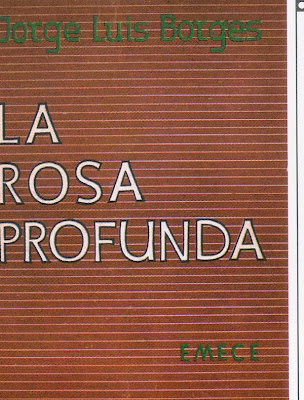 Jorge Luis Borges
LA
ROSA
PROFUNDA
EMECE